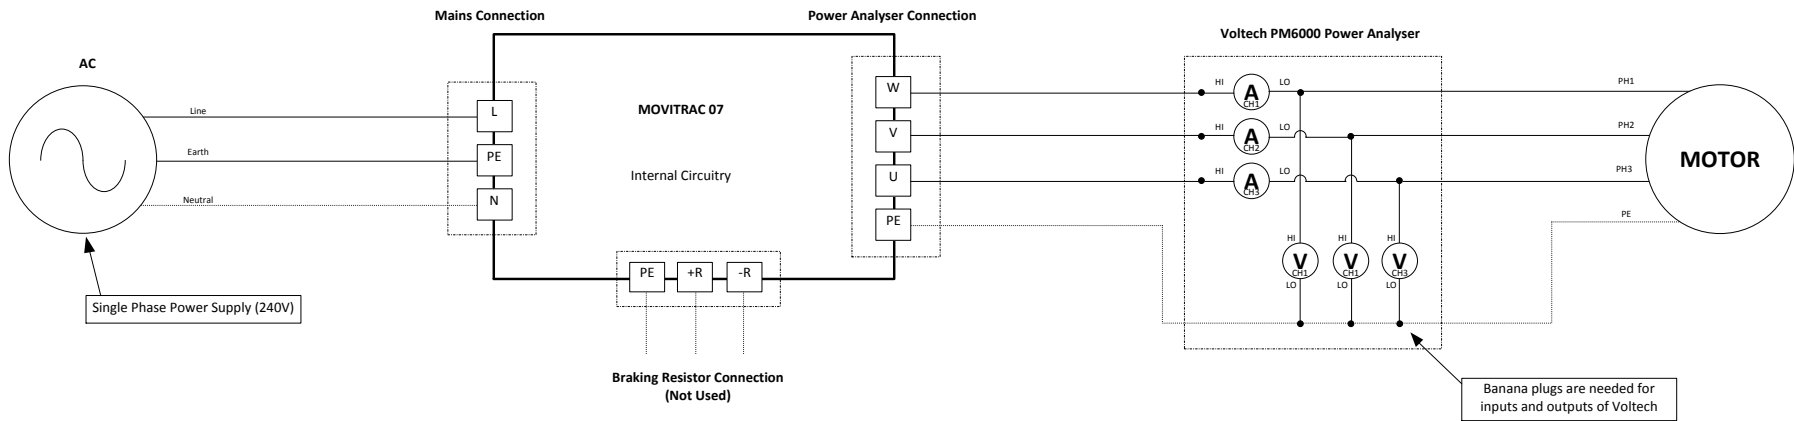 Mains Connection
Power Analyser Connection
Voltech PM6000 Power Analyser
AC
Line
Earth
Neutral
L
PE
N
MOVITRAC 07
Internal Circuitry
W
V
U
PE
PE
+R
-R
Single Phase Power Supply (240V)
Braking Resistor Connection
(Not Used)
HI
A
CH1
LO
HI
A
CH2
LO
HI
A
CH3
LO
HI
V
CH1
LO
HI
V
CH1
LO
HI
V
CH3
LO
PH1
PH2
PH3
PE
MOTOR
Banana plugs are needed for
inputs and outputs of Voltech